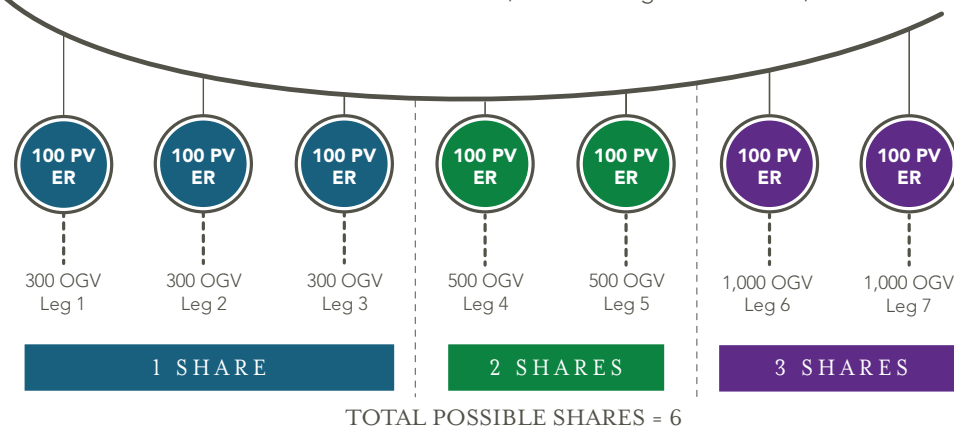 100 PV
ER
100 PV
ER
100 PV
ER
100 PV
ER
100 PV
ER
100 PV
ER
100 PV
ER
300 OGV
Leg 1
300 OGV
Leg 2
300 OGV
Leg 3
500 OGV
Leg 4
500 OGV
Leg 5
1,000 OGV
Leg 6
1,000 OGV
Leg 7
1 SHARE
2 SHARES
3 SHARES
TOTAL POSSIBLE SHARES = 6